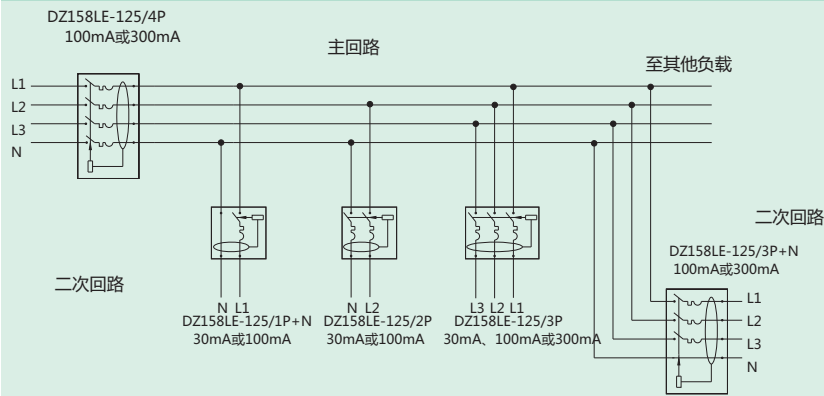 DZ158LE-125/4P
100mA或300mA
主回路
至其他负载
L1
L2
L3
N
二次回路
二次回路
DZ158LE-125/3P+N
100mA或300mA
N L1
DZ158LE-125/1P+N
30mA或100mA
N L2
DZ158LE-125/2P
30mA或100mA
L3 L2 L1
DZ158LE-125/3P
30mA、100mA或300mA
L1
L2
L3
N